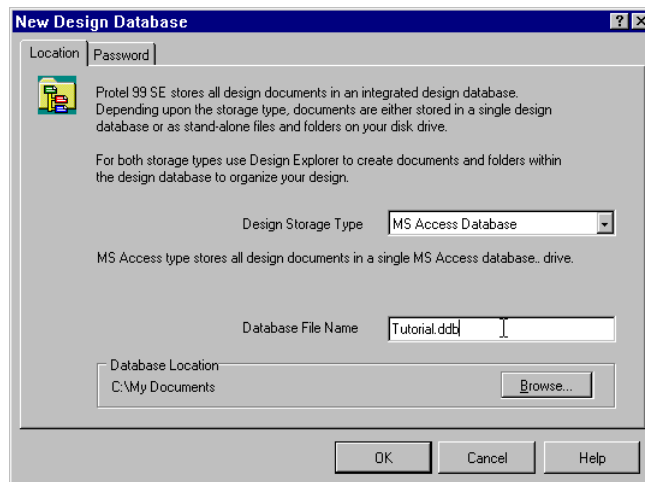 New Design Database
Location
Password
Protel 99 SE stores all design documents in an integrated design database.
Depending upon the storage type, documents are either stored in a single design
database or as stand-alone files and folders on your disk drive.
For both storage types use Design Explorer to create documents and folders within
the design database to organize your design.
Design Storage Type
MS Access Database
MS Access type stores all design documents in a single MS Access database.. drive.
Database File Name
Tutorial.ddb
Database Location
C:\My Documents
Browse...
OK
Cancel
Help